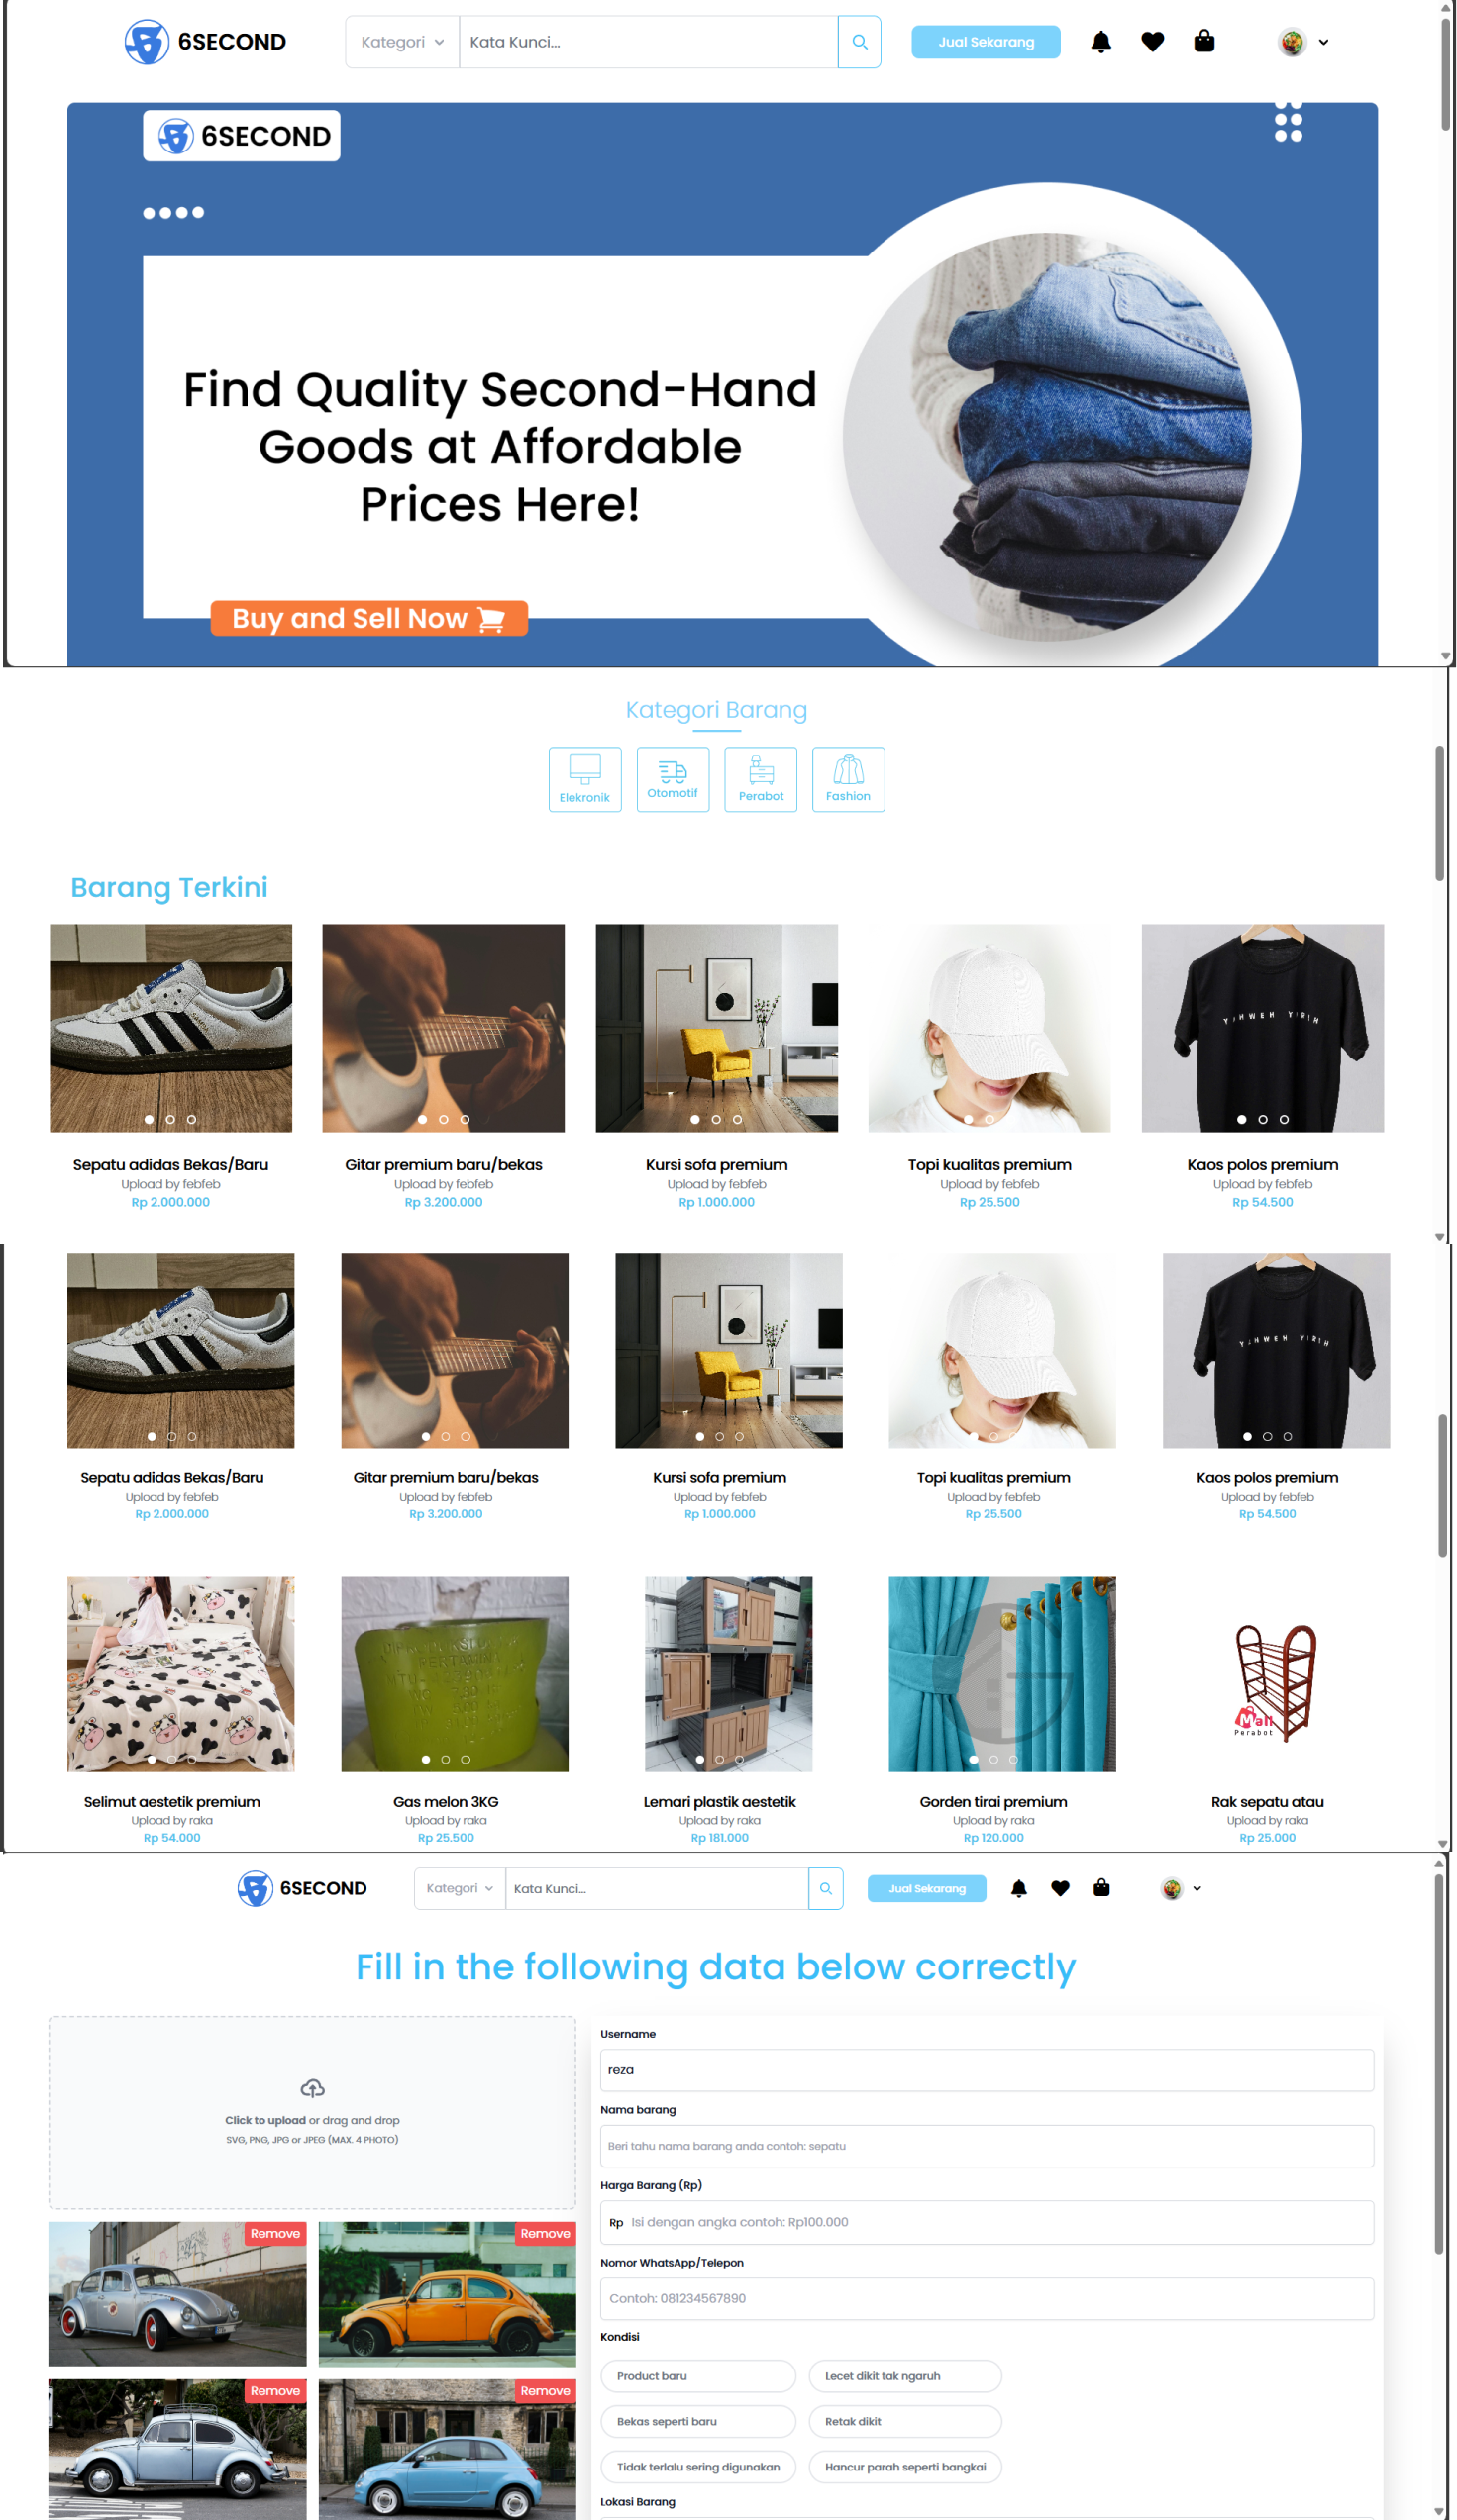 6SECOND
Kategori
Kata Kunci...
Jual Sekarang
6SECOND
Find Quality Second-Hand
Goods at Affordable
Prices Here!
Buy and Sell Now
Kategori Barang
Elekronik
Otomotif
Perabot
Fashion
Barang Terkini
YAHWEH YIRIH
Sepatu adidas Bekas/Baru
Upload by febfeb
Rp 2.000.000
Gitar premium baru/bekas
Upload by febfeb
Rp 3.200.000
Kursi sofa premium
Upload by febfeb
Rp 1.000.000
Topi kualitas premium
Upload by febfeb
Rp 25.500
Kaos polos premium
Upload by febfeb
Rp 54.500
YAHWEH YIRIH
Sepatu adidas Bekas/Baru
Upload by febfeb
Rp 2.000.000
Gitar premium baru/bekas
Upload by febfeb
Rp 3.200.000
Kursi sofa premium
Upload by febfeb
Rp 1.000.000
Topi kualitas premium
Upload by febfeb
Rp 25.500
Kaos polos premium
Upload by febfeb
Rp 54.500
PERTAMINA
Mall
Perabot
Selimut aestetik premium
Upload by raka
Rp 54.000
Gas melon 3KG
Upload by raka
Rp 25.500
Lemari plastik aestetik
Upload by raka
Rp 181.000
Gorden tirai premium
Upload by raka
Rp 120.000
Rak sepatu atau
Upload by raka
Rp 25.000
6SECOND
Kategori
Kata Kunci...
Jual Sekarang
Fill in the following data below correctly
Click to upload or drag and drop
SVG, PNG, JPG or JPEG (MAX. 4 PHOTO)
Remove
Remove
Remove
Remove
Username
reza
Nama barang
Beri tahu nama barang anda contoh: sepatu
Harga Barang (Rp)
Rp Isi dengan angka contoh: Rp100.000
Nomor WhatsApp/Telepon
Contoh: 081234567890
Kondisi
Product baru
Lecet dikit tak ngaruh
Bekas seperti baru
Retak dikit
Tidak terlalu sering digunakan
Hancur parah seperti bangkai
Lokasi Barang